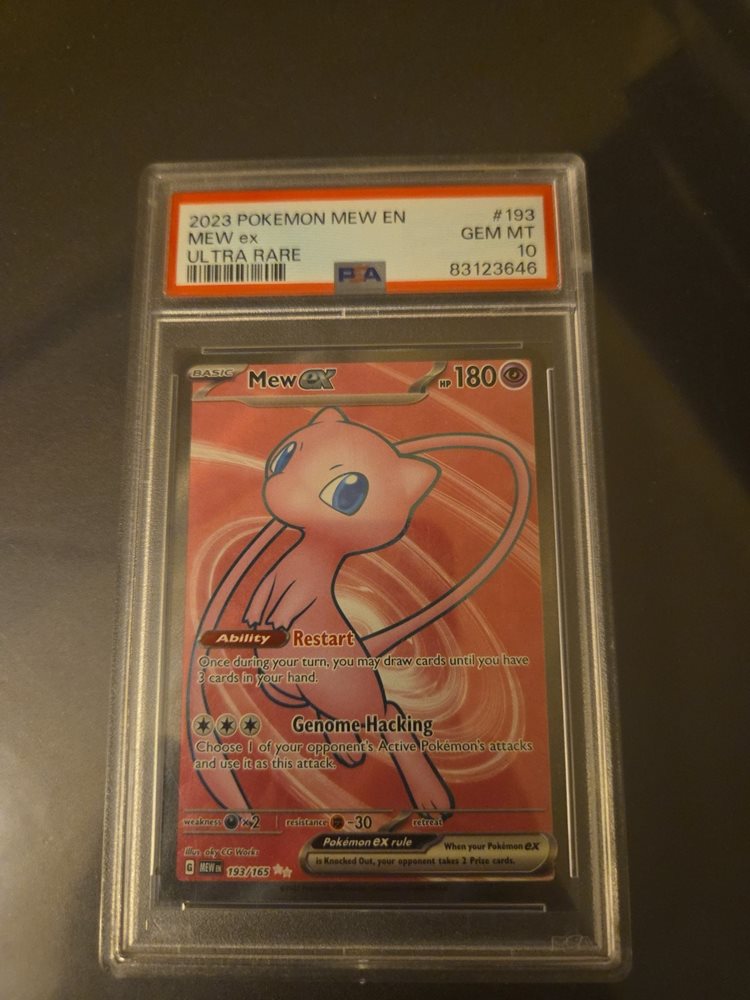 2023 POKEMON MEW EN #193
MEW ex GEM MT
ULTRA RARE 10
PSA 83123646
BASIC Mew ex HP 180
Ability Restart
Once during your turn, you may draw cards until you have
3 cards in your hand.
Genome Hacking
Choose 1 of your opponent's Active Pokémon's attacks
and use it as this attack.
weakness ×2 resistance -30 retreat
Pokémon ex rule When your Pokémon ex
is Knocked Out, your opponent takes 2 Prize cards.
Illus. aky CG Works
G MEW EN 193/165